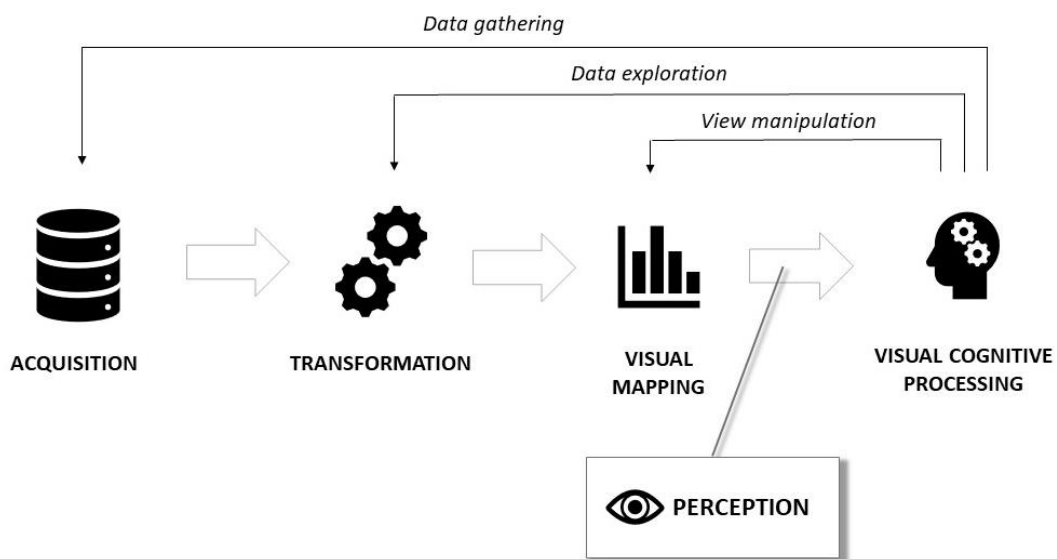 Data gathering
Data exploration
View manipulation
ACQUISITION
TRANSFORMATION
VISUAL
MAPPING
VISUAL COGNITIVE
PROCESSING
PERCEPTION